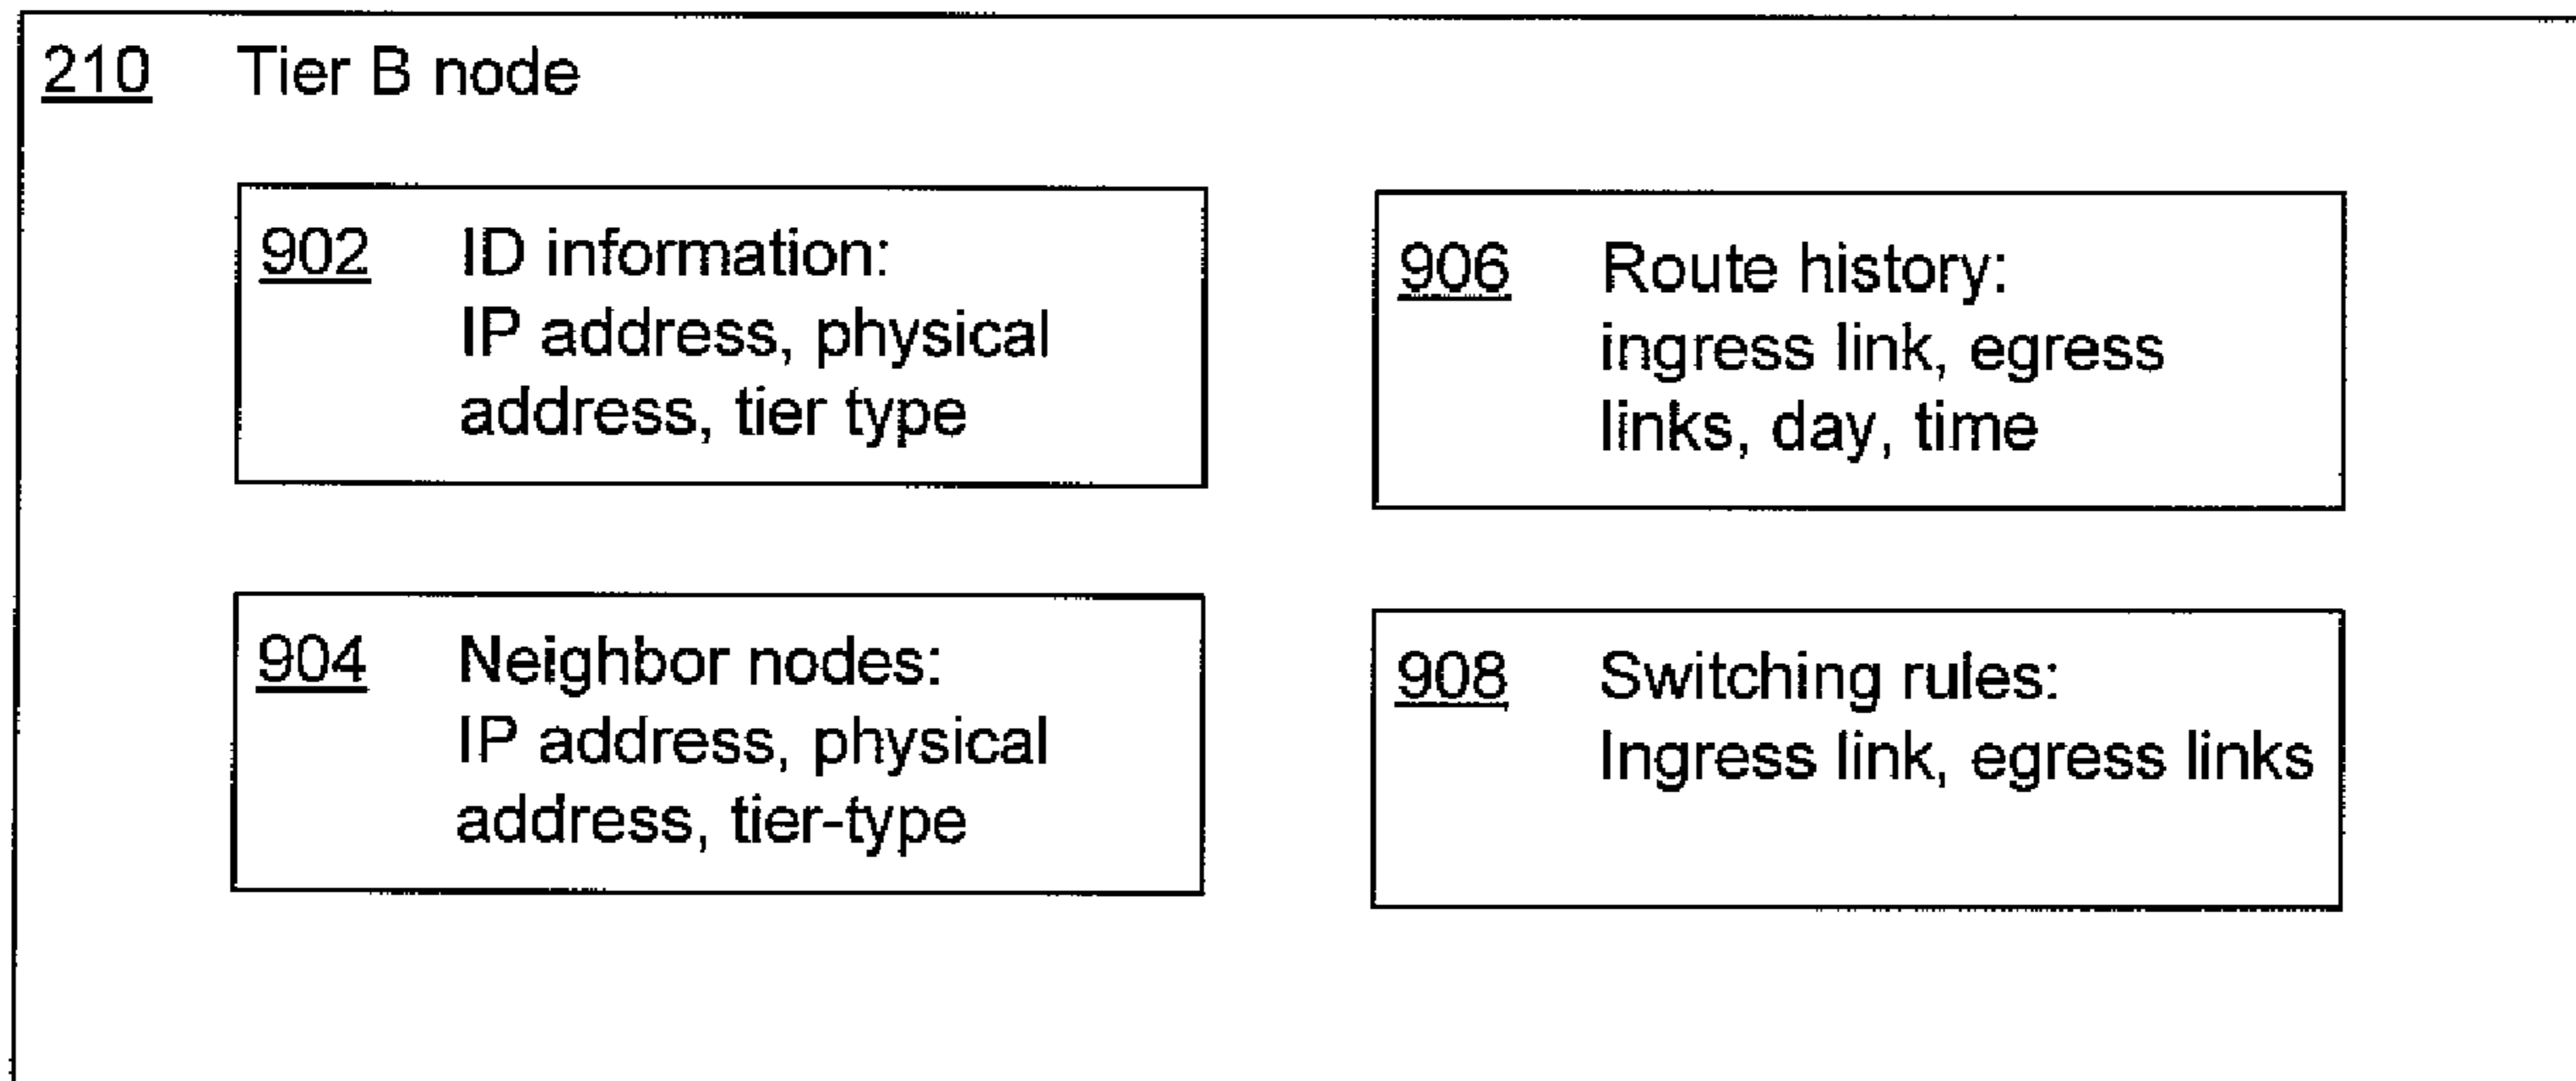 210 Tier B node
902 ID information:
IP address, physical
address, tier type
906 Route history:
ingress link, egress
links, day, time
904 Neighbor nodes:
IP address, physical
address, tier-type
908 Switching rules:
Ingress link, egress links